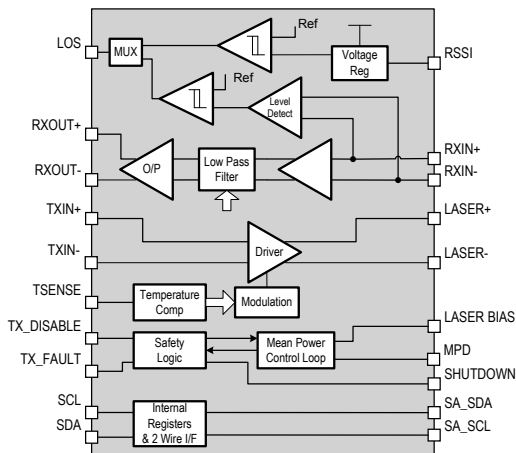 LOS
MUX
Ref
Voltage
Reg
RSSI
Ref
Level
Detect
RXOUT+
RXIN+
RXOUT-
O/P
Low Pass
Filter
RXIN-
TXIN+
LASER+
TXIN-
Driver
LASER-
TSENSE
Temperature
Comp
Modulation
TX_DISABLE
LASER BIAS
Safety
Logic
Mean Power
Control Loop
MPD
TX_FAULT
SHUTDOWN
SCL
SA_SDA
Internal
Registers
& 2 Wire I/F
SDA
SA_SCL